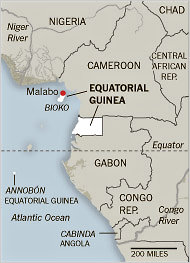 NIGERIA
CHAD
Niger
River
CAMEROON
CENTRAL
AFRICAN
REP.
Malabo
EQUATORIAL
GUINEA
BIOKO
Equator
GABON
ANNOBÓN
EQUATORIAL GUINEA
CONGO
REP.
Atlantic Ocean
Congo
River
CABINDA
ANGOLA
200 MILES